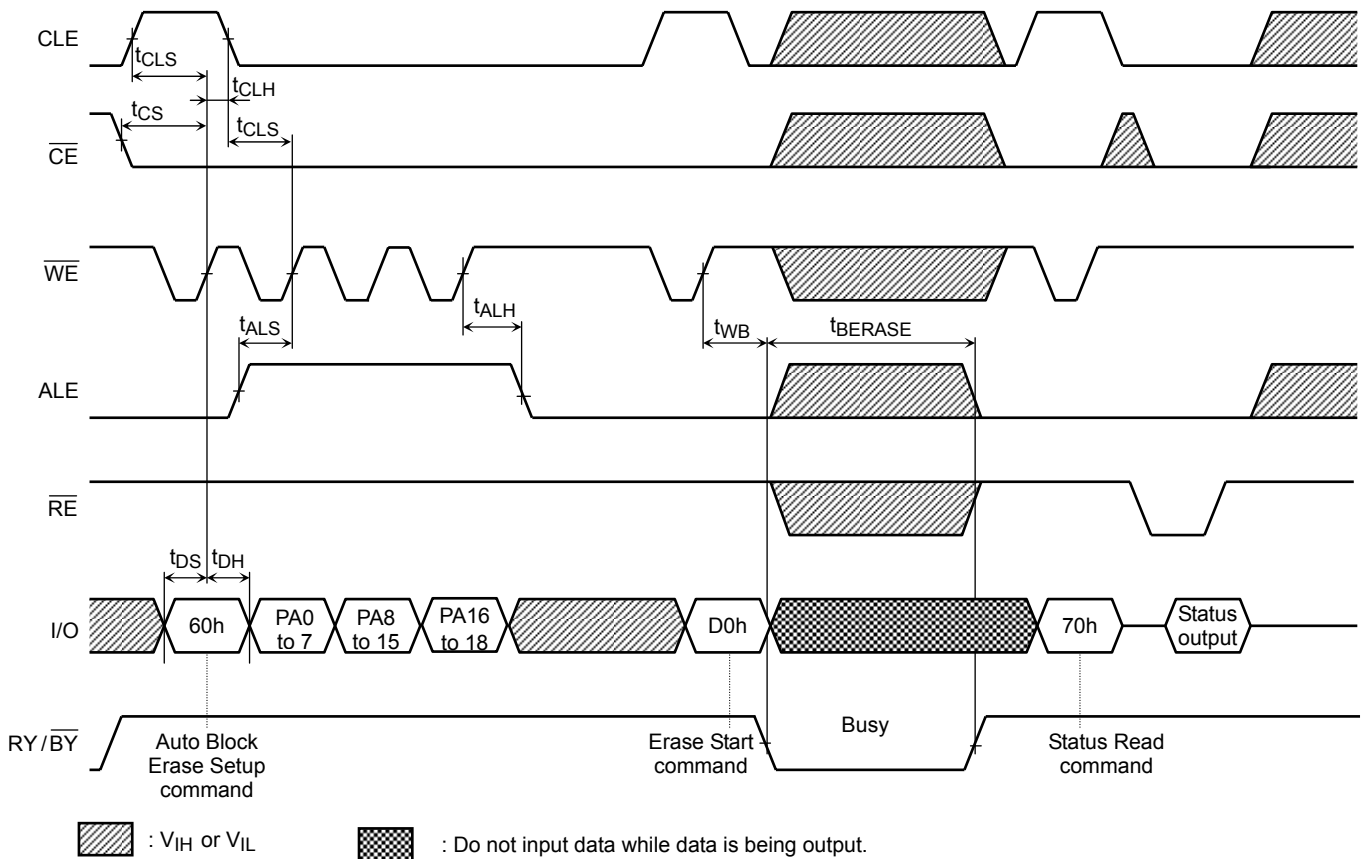 CLE
tCLS
tCLH
tCS
tCLS
CE
WE
tALS
tALH
tWB
tBERASE
ALE
RE
tDS
tDH
I/O
60h
PA0
to 7
PA8
to 15
PA16
to 18
D0h
70h
Status
output
RY/BY
Busy
Auto Block
Erase Setup
command
Erase Start
command
Status Read
command
: VIH or VIL
: Do not input data while data is being output.